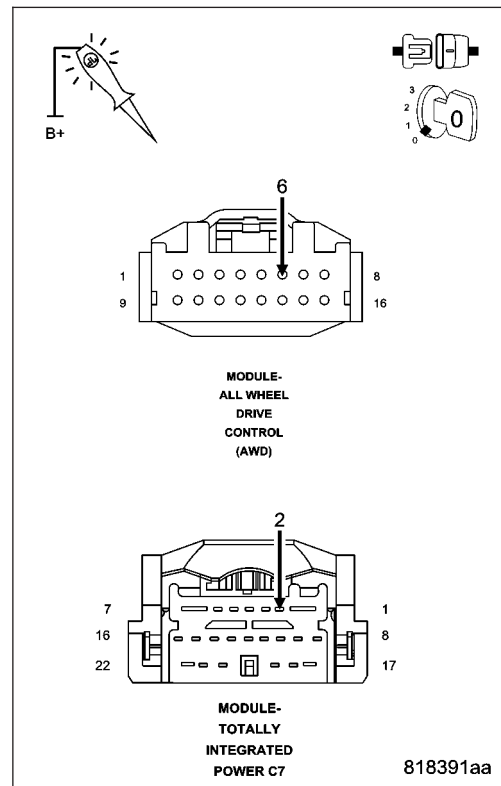 B+
3
2
1
0
0
6
1
8
9
16
MODULE-
ALL WHEEL
DRIVE
CONTROL
(AWD)
2
7
1
16
8
22
17
MODULE-
TOTALLY
INTEGRATED
POWER C7
818391aa